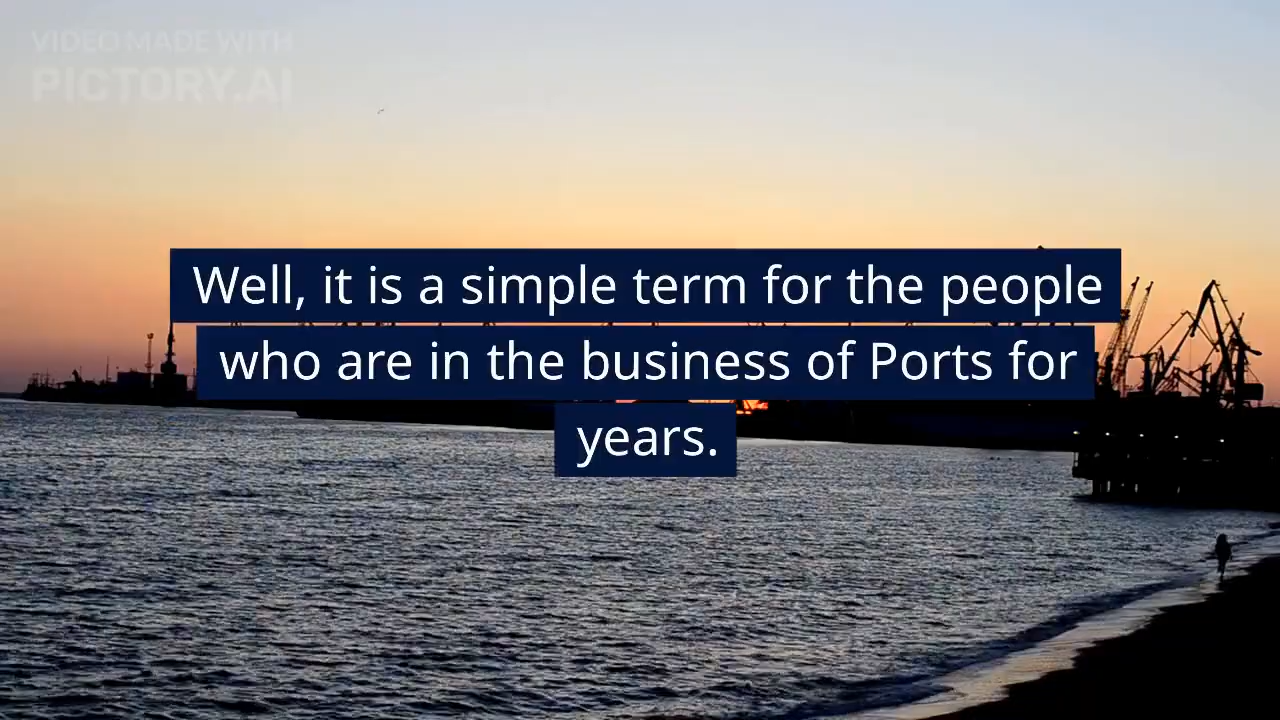 VIDEO MADE WITH
PICTORY.AI
Well, it is a simple term for the people
who are in the business of Ports for
years.